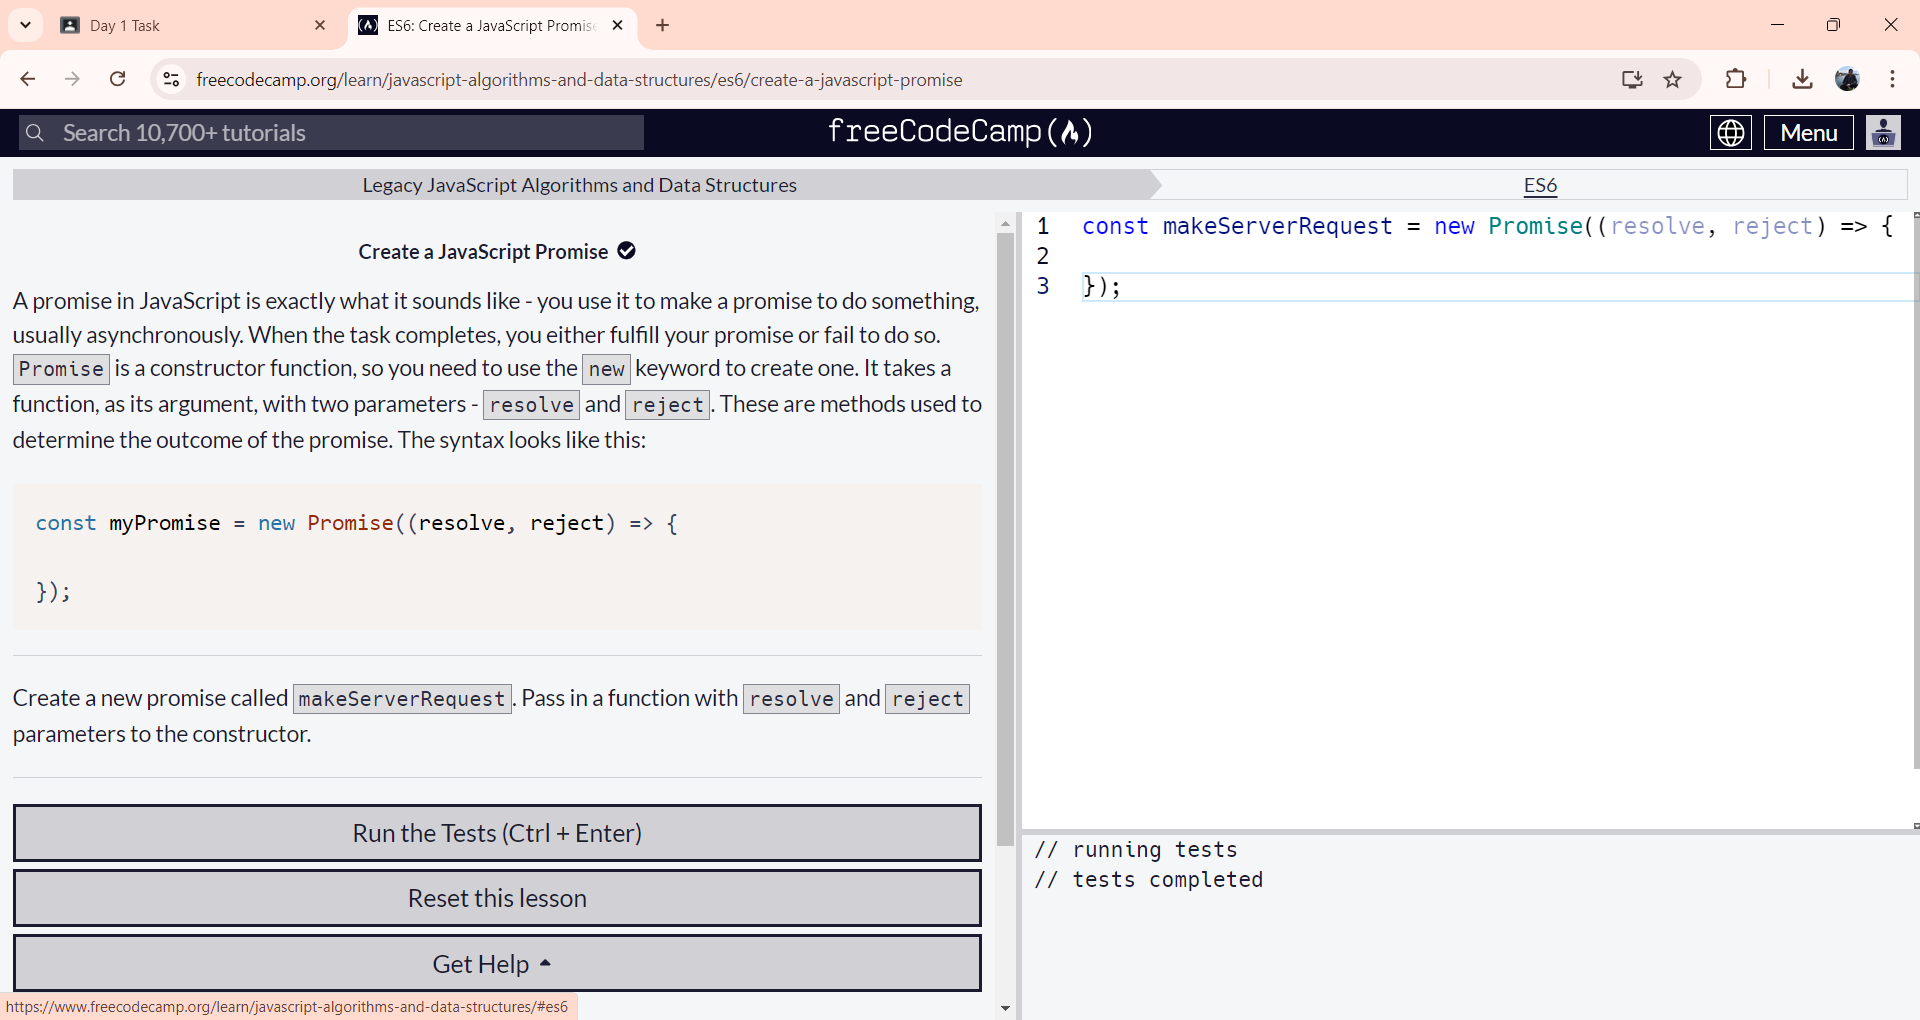 Day 1 Task
ES6: Create a JavaScript Promise
freecodecamp.org/learn/javascript-algorithms-and-data-structures/es6/create-a-javascript-promise
Search 10,700+ tutorials
freeCodeCamp(🔥)
Menu
Legacy JavaScript Algorithms and Data Structures
ES6
Create a JavaScript Promise
A promise in JavaScript is exactly what it sounds like - you use it to make a promise to do something,
usually asynchronously. When the task completes, you either fulfill your promise or fail to do so.
Promise is a constructor function, so you need to use the new keyword to create one. It takes a
function, as its argument, with two parameters - resolve and reject. These are methods used to
determine the outcome of the promise. The syntax looks like this:
const myPromise = new Promise((resolve, reject) => {
});
Create a new promise called makeServerRequest. Pass in a function with resolve and reject
parameters to the constructor.
Run the Tests (Ctrl + Enter)
Reset this lesson
Get Help
https://www.freecodecamp.org/learn/javascript-algorithms-and-data-structures/#es6
1 const makeServerRequest = new Promise((resolve, reject) => {
2
3 });
// running tests
// tests completed